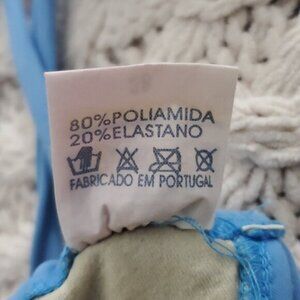 80%POLIAMIDA
20%ELASTANO
FABRICADO EM PORTUGAL